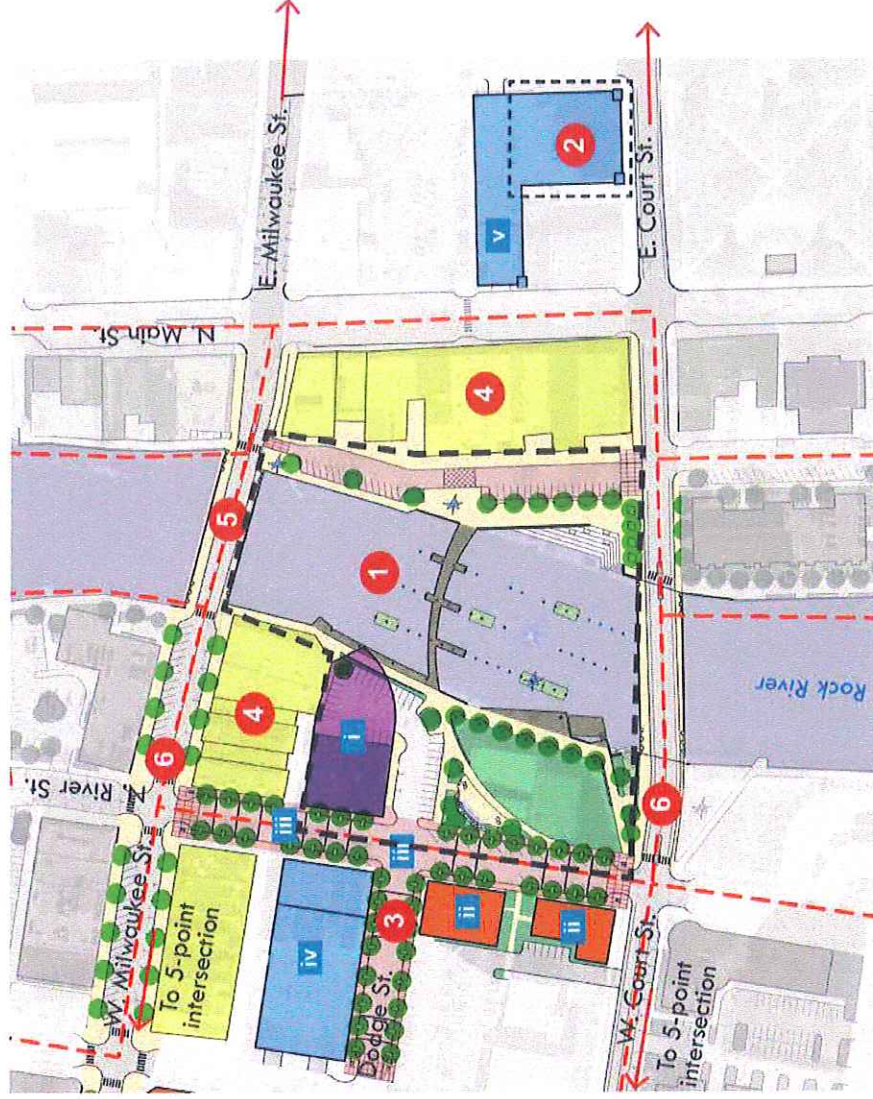 E. Milwaukee St.
N. Main St.
5
4
v
2
E. Court St.
1
4
6
N. River St.
i
iii
iii
W. Milwaukee St.
To 5-point
intersection
iv
3
Dodge St.
ii
ii
6
W. Court St.
To 5-point
intersection
Rock River